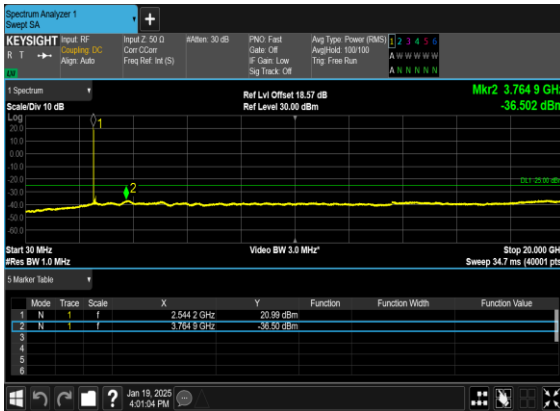 Spectrum Analyzer 1
Swept SA
+
KEYSIGHT Input: RF Input Z: 50 Ω #Atten: 30 dB PNO: Fast Avg Type: Power (RMS) 1 2 3 4 5 6
R T Coupling: DC Corr CCorr Gate: Off Avg|Hold: 100/100 A W W W W W
Align: Auto Freq Ref: Int (S) IF Gain: Low Trig: Free Run
LXI Sig Track: Off A N N N N N
1 Spectrum Ref Lvl Offset 18.57 dB Mkr2 3.764 9 GHz
Scale/Div 10 dB Ref Level 30.00 dBm -36.502 dBm
Log
20.0
10.0
0.00
-10.0
-20.0
-30.0
-40.0
-50.0
-60.0
1
2
DL1 -25.00 dBm
Start 30 MHz Video BW 3.0 MHz* Stop 20.000 GHz
#Res BW 1.0 MHz Sweep 34.7 ms (40001 pts)
5 Marker Table
Mode Trace Scale X Y Function Function Width Function Value
1 N 1 f 2.544 2 GHz 20.99 dBm
2 N 1 f 3.764 9 GHz -36.50 dBm
3
4
5
6
? Jan 19, 2025
4:01:04 PM